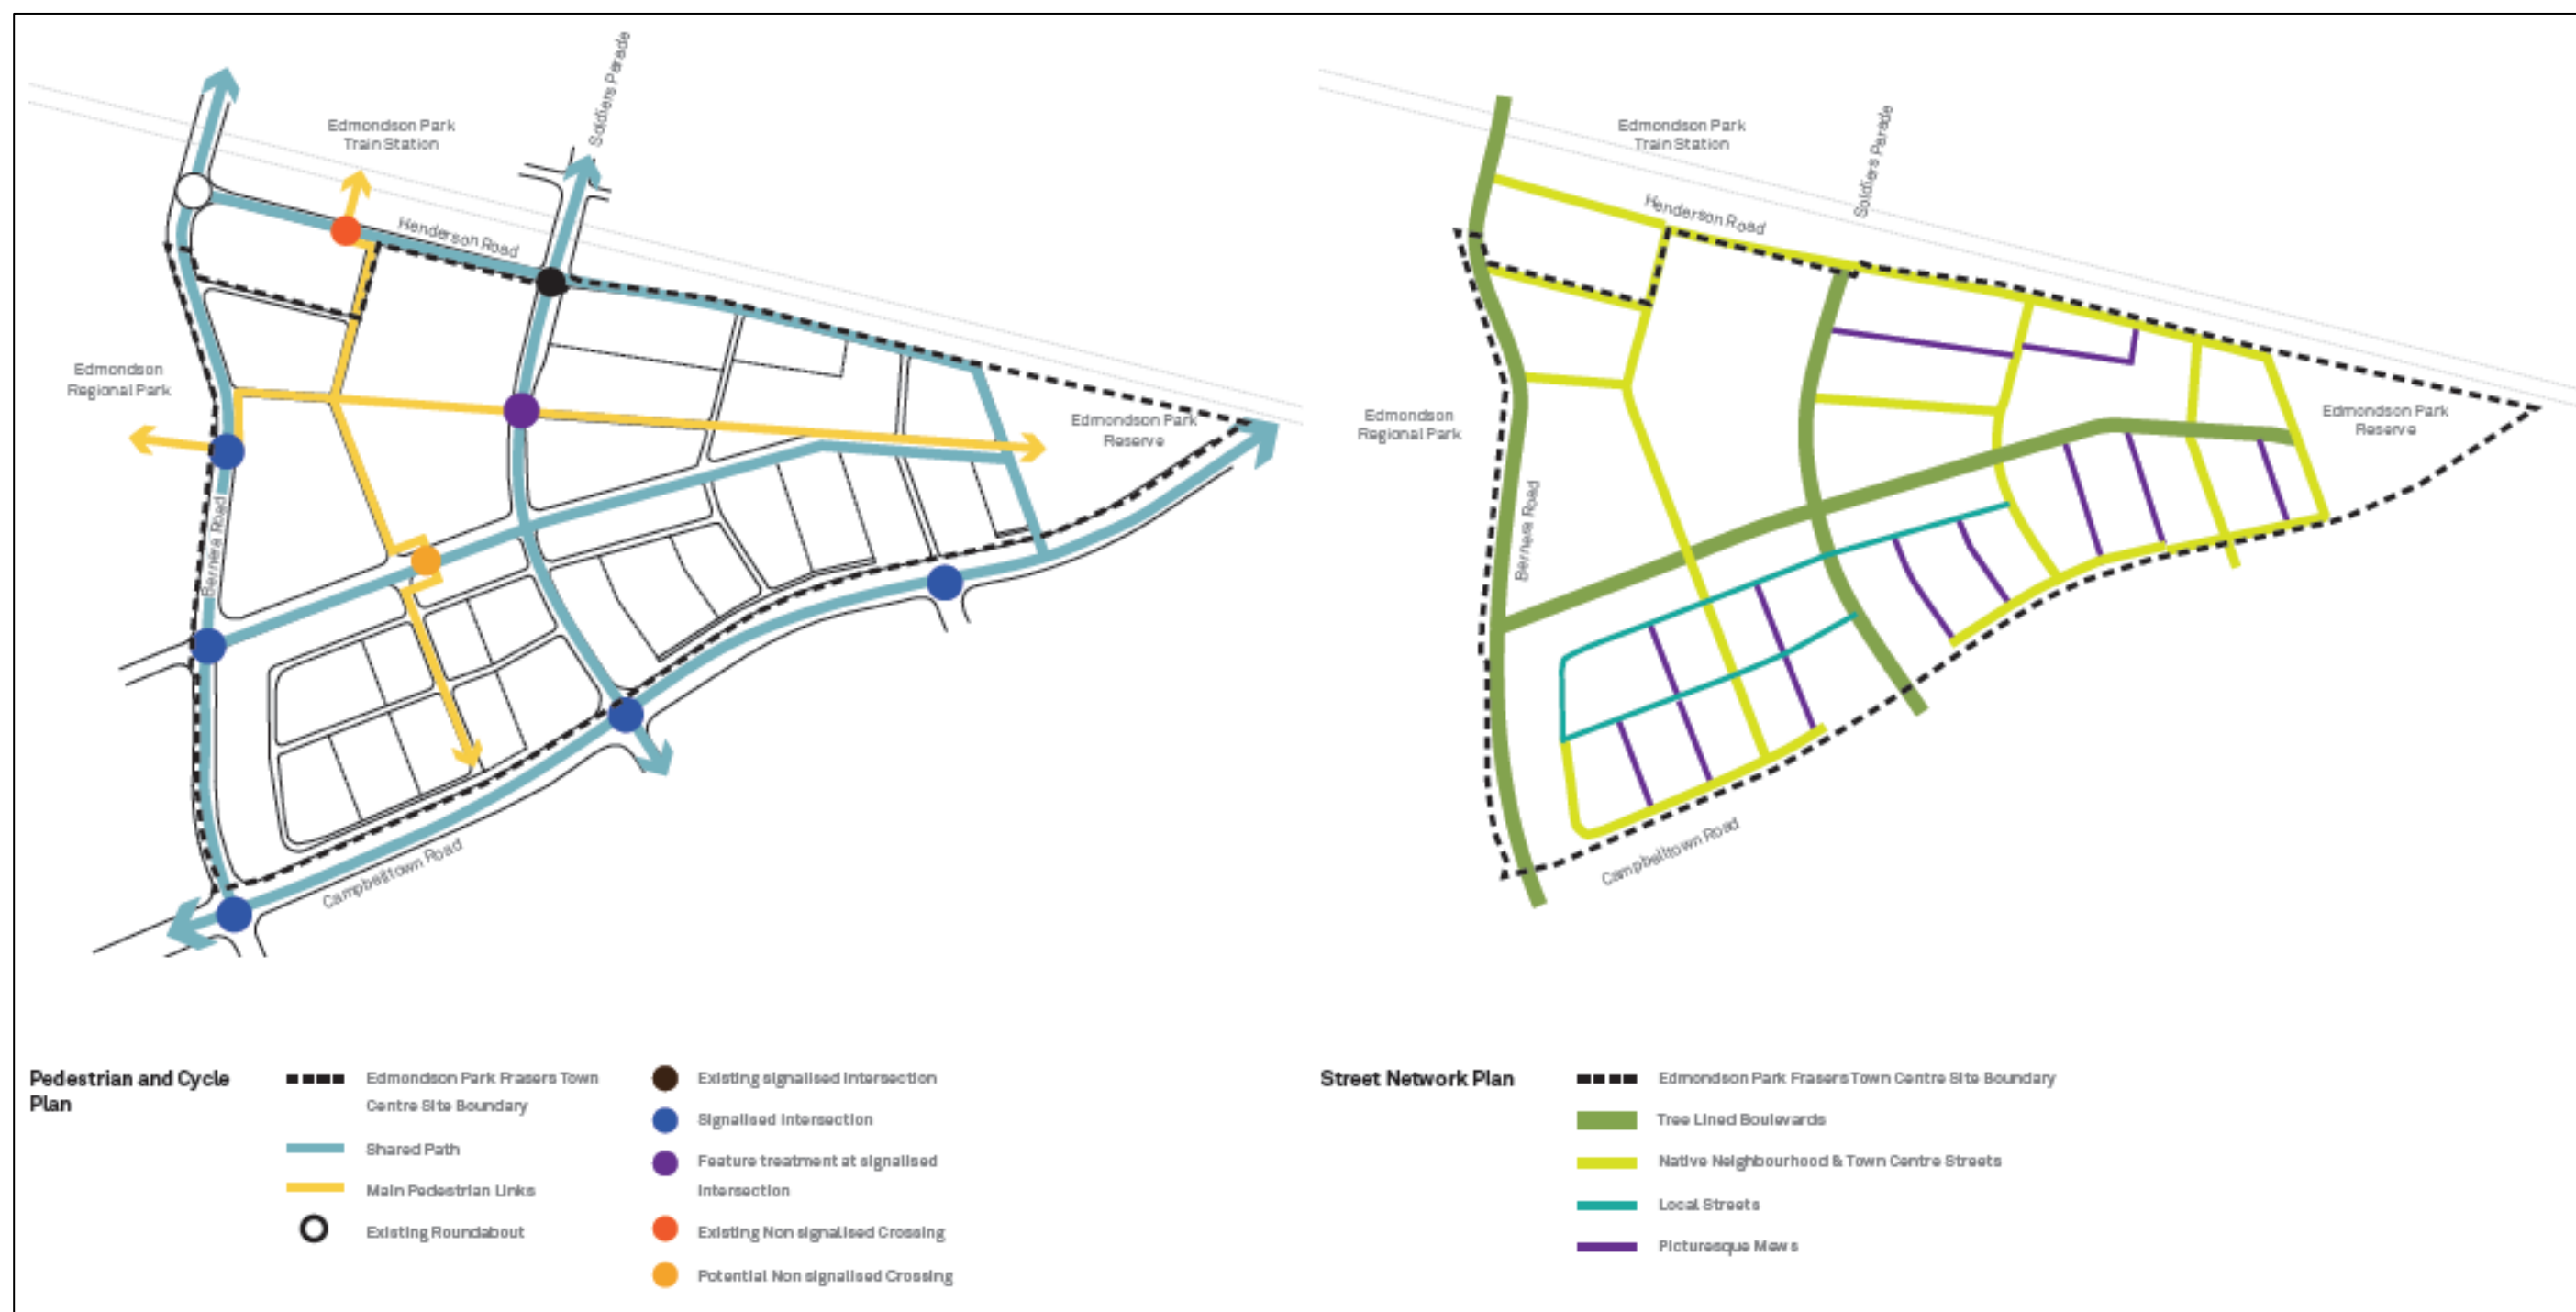 Soldiers Parade
Edmondson Park
Train Station
Henderson Road
Edmondson
Regional Park
Edmondson Park
Reserve
Bernera Road
Campbelltown Road
Pedestrian and Cycle
Plan
Edmondson Park Frasers Town
Centre Site Boundary
Shared Path
Main Pedestrian Links
Existing Roundabout
Existing signalised Intersection
Signalised Intersection
Feature treatment at signalised
Intersection
Existing Non signalised Crossing
Potential Non signalised Crossing
Edmondson Park
Train Station
Soldiers Parade
Henderson Road
Edmondson
Regional Park
Edmondson Park
Reserve
Bernera Road
Campbelltown Road
Street Network Plan
Edmondson Park Frasers Town Centre Site Boundary
Tree Lined Boulevards
Native Neighbourhood & Town Centre Streets
Local Streets
Picturesque Mews